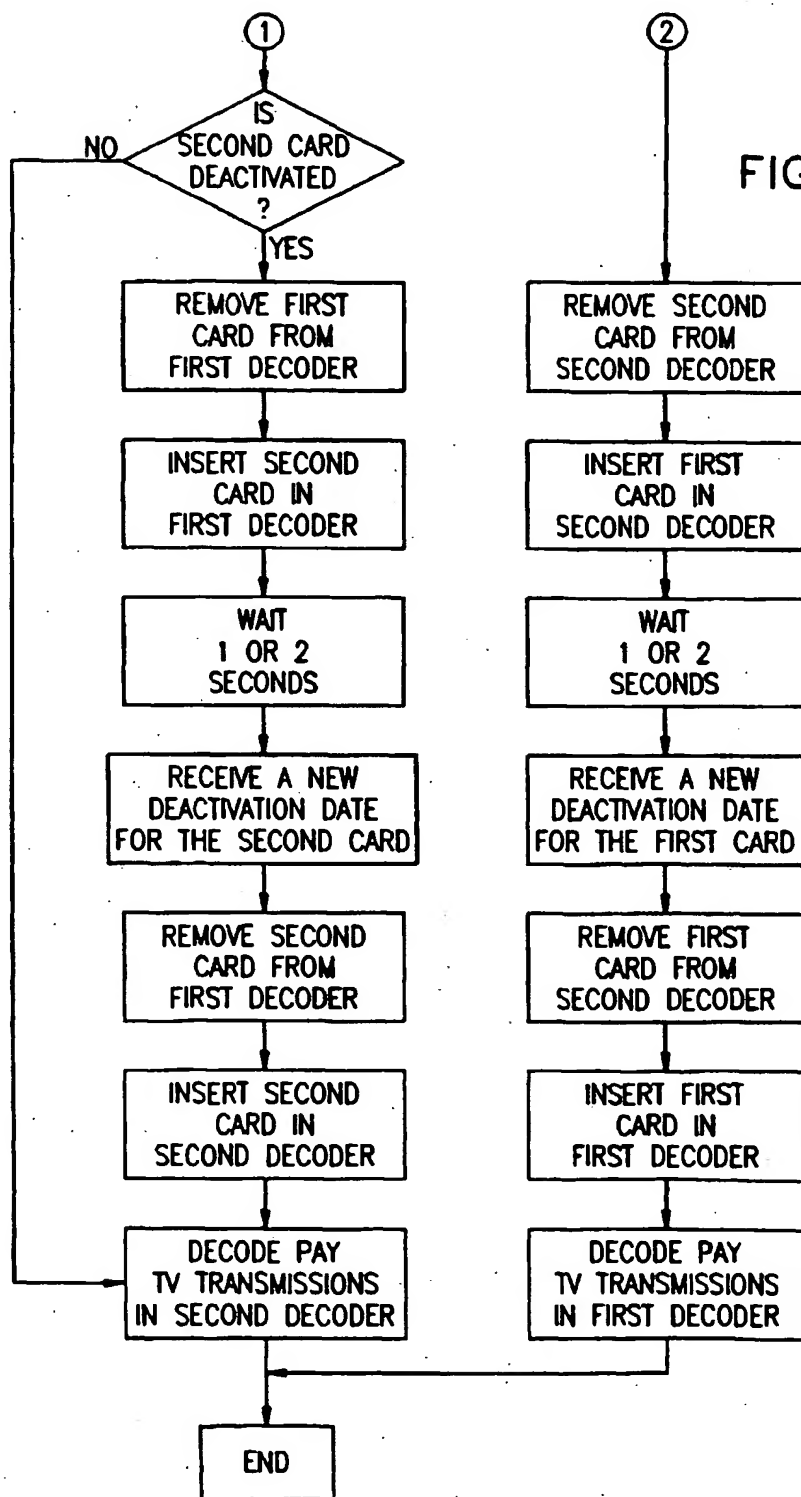 1
IS
SECOND CARD
DEACTIVATED
?
NO
YES
REMOVE FIRST
CARD FROM
FIRST DECODER
INSERT SECOND
CARD IN
FIRST DECODER
WAIT
1 OR 2
SECONDS
RECEIVE A NEW
DEACTIVATION DATE
FOR THE SECOND CARD
REMOVE SECOND
CARD FROM
FIRST DECODER
INSERT SECOND
CARD IN
SECOND DECODER
DECODE PAY
TV TRANSMISSIONS
IN SECOND DECODER
END
2
FIG
REMOVE SECOND
CARD FROM
SECOND DECODER
INSERT FIRST
CARD IN
SECOND DECODER
WAIT
1 OR 2
SECONDS
RECEIVE A NEW
DEACTIVATION DATE
FOR THE FIRST CARD
REMOVE FIRST
CARD FROM
SECOND DECODER
INSERT FIRST
CARD IN
FIRST DECODER
DECODE PAY
TV TRANSMISSIONS
IN FIRST DECODER